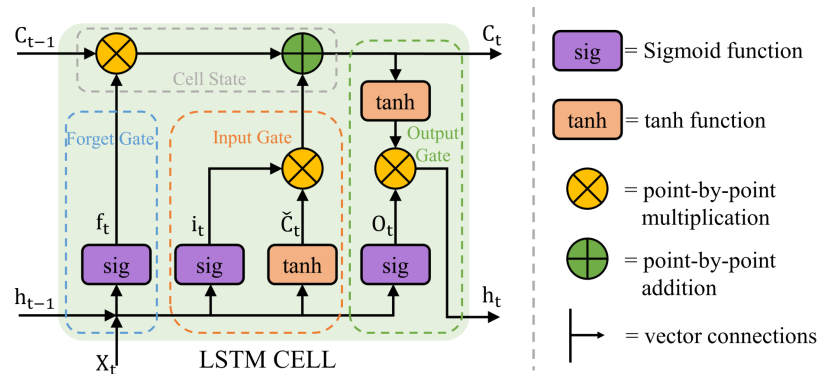 C_{t−1}
C_t
Cell State
Forget Gate
Input Gate
Output
Gate
tanh
f_t
i_t
Č_t
O_t
sig
sig
tanh
sig
h_{t−1}
h_t
X_t
LSTM CELL
sig = Sigmoid function
tanh = tanh function
= point-by-point
multiplication
= point-by-point
addition
= vector connections